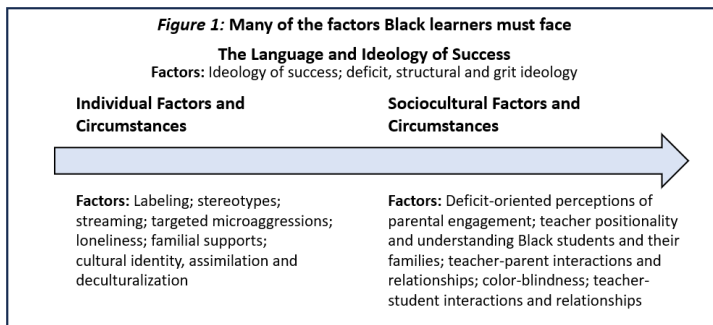 Figure 1: Many of the factors Black learners must face
The Language and Ideology of Success
Factors: Ideology of success; deficit, structural and grit ideology
Individual Factors and
Circumstances
Sociocultural Factors and
Circumstances
Factors: Labeling; stereotypes;
streaming; targeted microaggressions;
loneliness; familial supports;
cultural identity, assimilation and
deculturalization
Factors: Deficit-oriented perceptions of
parental engagement; teacher positionality
and understanding Black students and their
families; teacher-parent interactions and
relationships; color-blindness; teacher-
student interactions and relationships